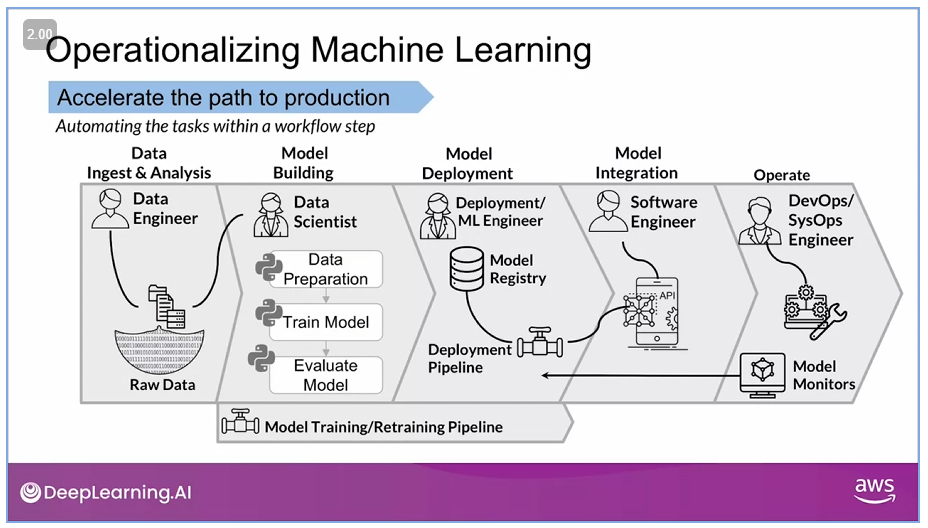 2.00
Operationalizing Machine Learning
Accelerate the path to production
Automating the tasks within a workflow step
Data
Ingest & Analysis
Model
Building
Model
Deployment
Model
Integration
Operate
Data
Engineer
Raw Data
Data
Scientist
Data
Preparation
Train Model
Evaluate
Model
Deployment/
ML Engineer
Model
Registry
Deployment
Pipeline
Software
Engineer
API
DevOps/
SysOps
Engineer
Model
Monitors
Model Training/Retraining Pipeline
DeepLearning.AI
aws